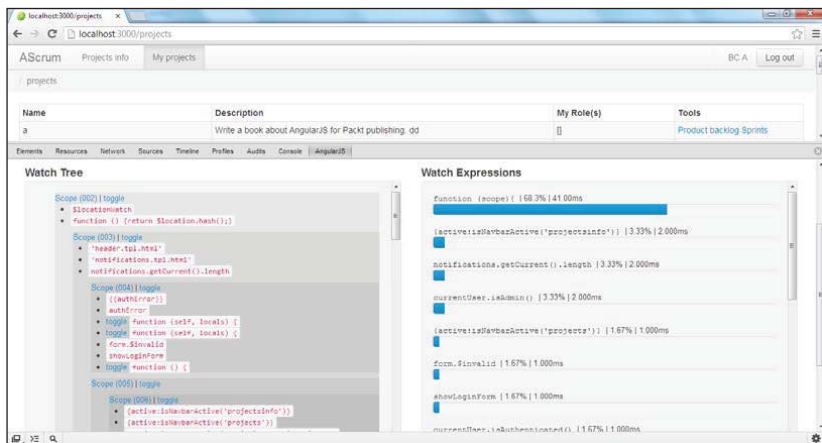 localhost:3000/projects
localhost:3000/projects
AScrum Projects info My projects BC A Log out
/ projects
Name Description My Role(s) Tools
a Write a book about AngularJS for Packt publishing. dd [] Product backlog Sprints
Elements Resources Network Sources Timeline Profiles Audits Console AngularJS
Watch Tree
Scope (002) | toggle
$locationWatch
function () {return $location.hash();}
Scope (003) | toggle
'header.tpl.html'
'notifications.tpl.html'
notifications.getCurrent().length
Scope (004) | toggle
{{authError}}
authError
toggle function (self, locals) {
toggle function (self, locals) {
form.$invalid
showLoginForm
toggle function () {
Scope (005) | toggle
Scope (006) | toggle
{active:isNavbarActive('projectsinfo')}
{active:isNavbarActive('projects')}
Watch Expressions
function (scope){ | 68.3% | 41.00ms
{active:isNavbarActive('projectsinfo')} | 3.33% | 2.000ms
notifications.getCurrent().length | 3.33% | 2.000ms
currentUser.isAdmin() | 3.33% | 2.000ms
{active:isNavbarActive('projects')} | 1.67% | 1.000ms
form.$invalid | 1.67% | 1.000ms
showLoginForm | 1.67% | 1.000ms
currentUser.isAuthenticated() | 1.67% | 1.000ms